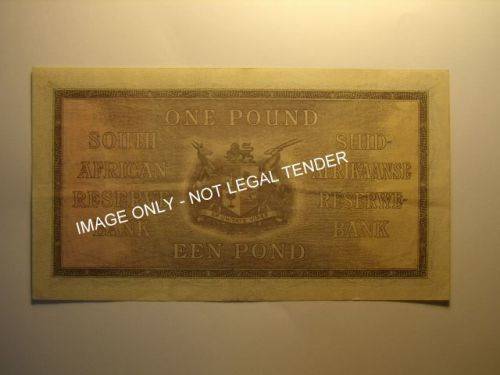 ONE POUND
SOUTH
AFRICAN
RESERVE
BANK
SUID-
AFRIKAANSE
RESERWE-
BANK
IMAGE ONLY - NOT LEGAL TENDER
EEN POND